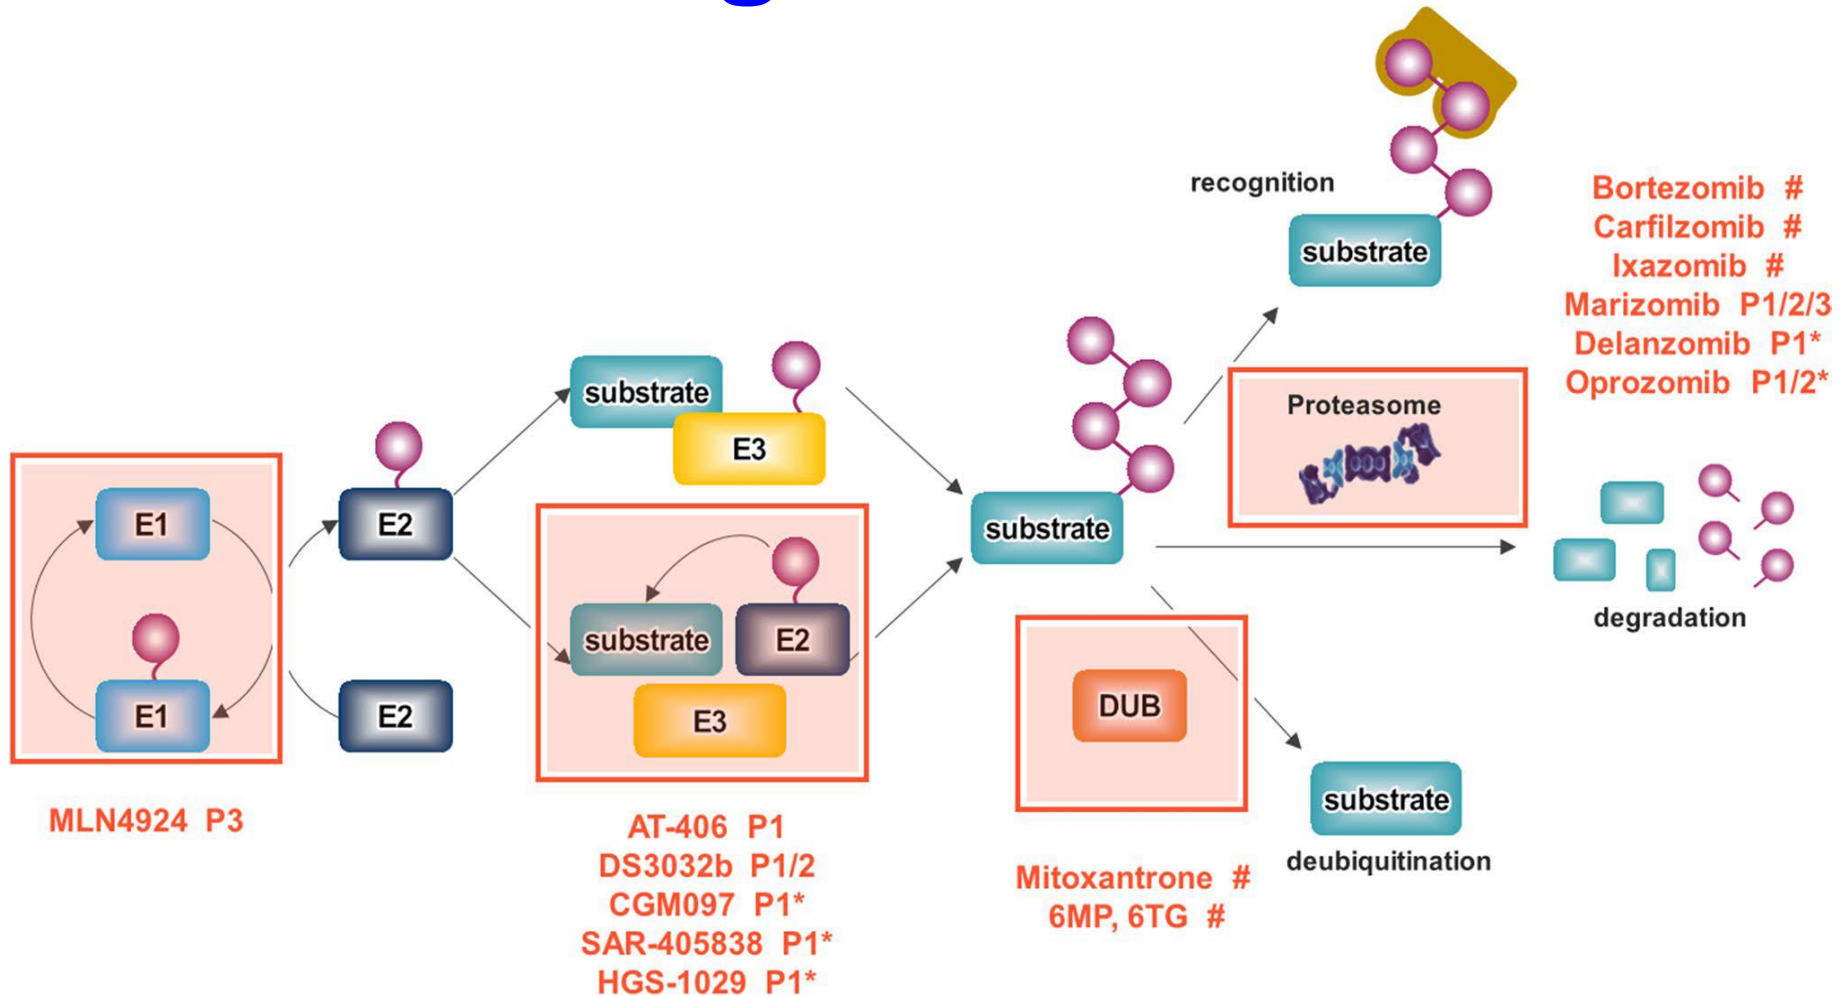 recognition
substrate
Bortezomib #
Carfilzomib #
Ixazomib #
Marizomib P1/2/3
Delanzomib P1*
Oprozomib P1/2*
Proteasome
substrate
E3
E1
E2
substrate
substrate
E2
E3
E1
E2
degradation
DUB
substrate
deubiquitination
MLN4924 P3
AT-406 P1
DS3032b P1/2
CGM097 P1*
SAR-405838 P1*
HGS-1029 P1*
Mitoxantrone #
6MP, 6TG #